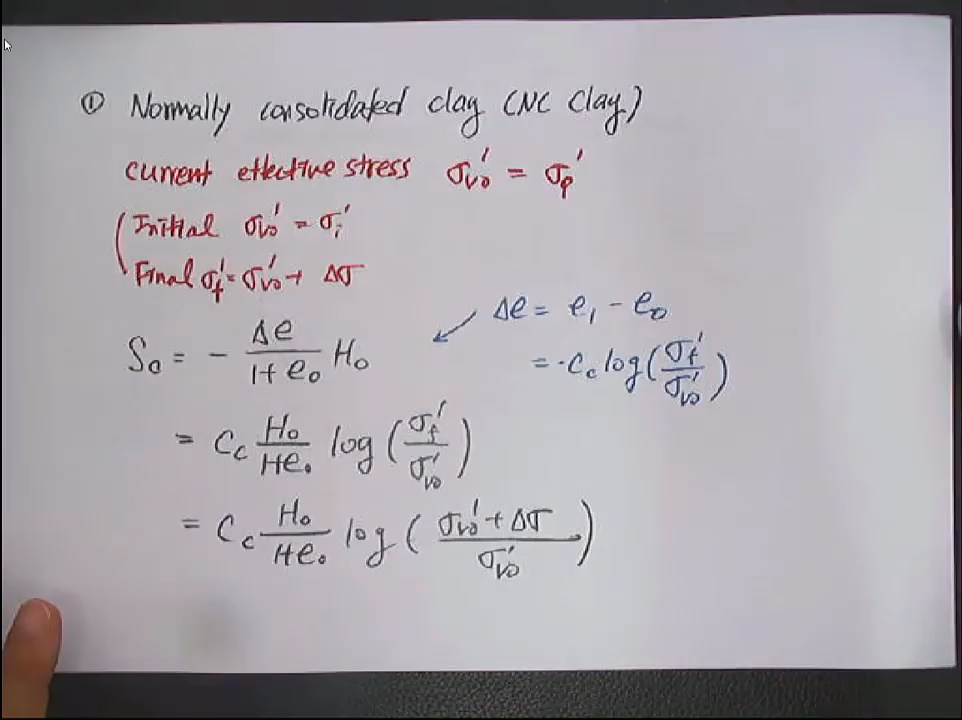 ① Normally consolidated clay (NC Clay)
current effective stress σv₀' = σp'
Initial σv₀' = σi'
Final σf' = σv₀' + Δσ
Δe = e₁ - e₀
= -Cc log(σf'/σv₀')
Sc = - Δe/(1+e₀) H₀
= Cc H₀/(1+e₀) log(σf'/σv₀')
= Cc H₀/(1+e₀) log((σv₀' + Δσ)/σv₀')